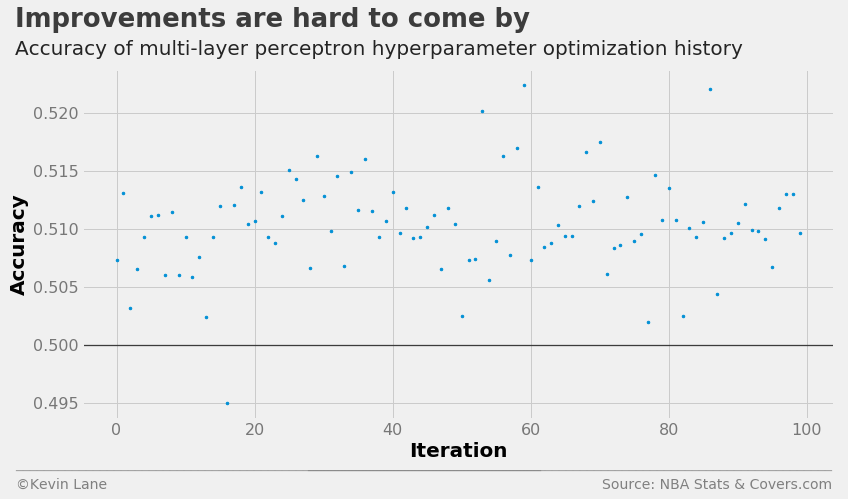 Improvements are hard to come by
Accuracy of multi-layer perceptron hyperparameter optimization history
0.520
0.515
0.510
0.505
0.500
0.495
Accuracy
0 20 40 60 80 100
Iteration
©Kevin Lane Source: NBA Stats & Covers.com